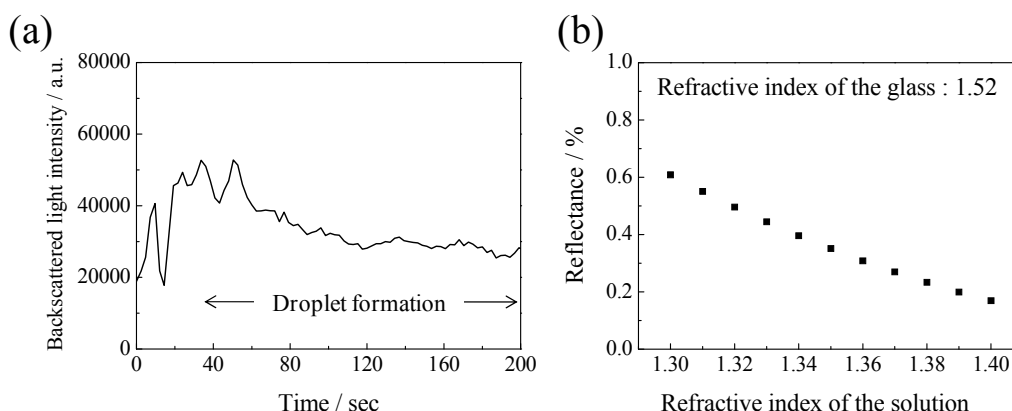 (a)
Backscattered light intensity / a.u.
80000
60000
40000
20000
0
Droplet formation
0 40 80 120 160 200
Time / sec
(b)
Reflectance / %
1.0
0.8
0.6
0.4
0.2
0.0
Refractive index of the glass : 1.52
1.30 1.32 1.34 1.36 1.38 1.40
Refractive index of the solution